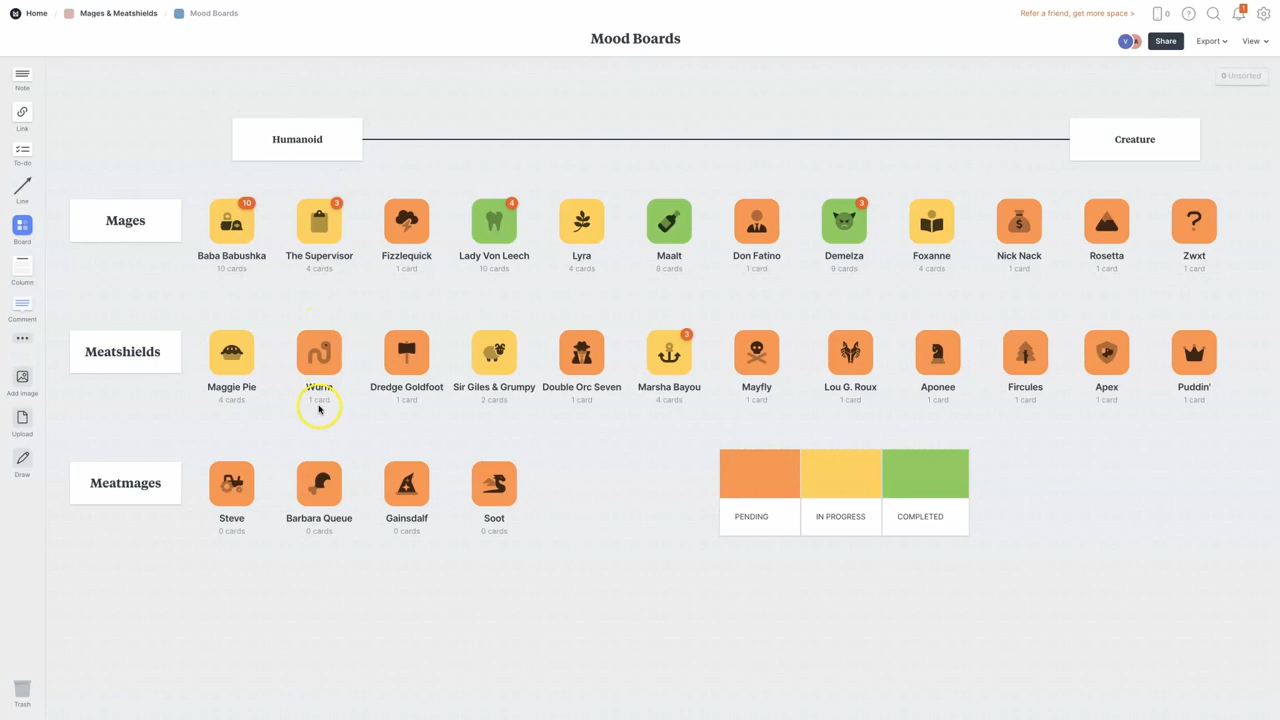 Home
Mages & Meatshields
Mood Boards
Refer a friend, get more space >
0
1
Mood Boards
V
A
Share
Export
View
0 Unsorted
Note
Link
To-do
Line
Board
Column
Comment
Add image
Upload
Draw
Trash
Humanoid
Creature
Mages
10
3
4
3
Baba Babushka
10 cards
The Supervisor
4 cards
Fizzlequick
1 card
Lady Von Leech
10 cards
Lyra
4 cards
Maalt
8 cards
Don Fatino
1 card
Demelza
9 cards
Foxanne
4 cards
$
Nick Nack
1 card
Rosetta
1 card
?
Zwxt
1 card
Meatshields
3
Maggie Pie
4 cards
Wurm
1 card
Dredge Goldfoot
1 card
Sir Giles & Grumpy
2 cards
Double Orc Seven
1 card
Marsha Bayou
4 cards
Mayfly
1 card
Lou G. Roux
1 card
Aponee
1 card
Fircules
1 card
Apex
1 card
Puddin'
1 card
Meatmages
Steve
0 cards
Barbara Queue
0 cards
Gainsdalf
0 cards
Soot
0 cards
PENDING
IN PROGRESS
COMPLETED